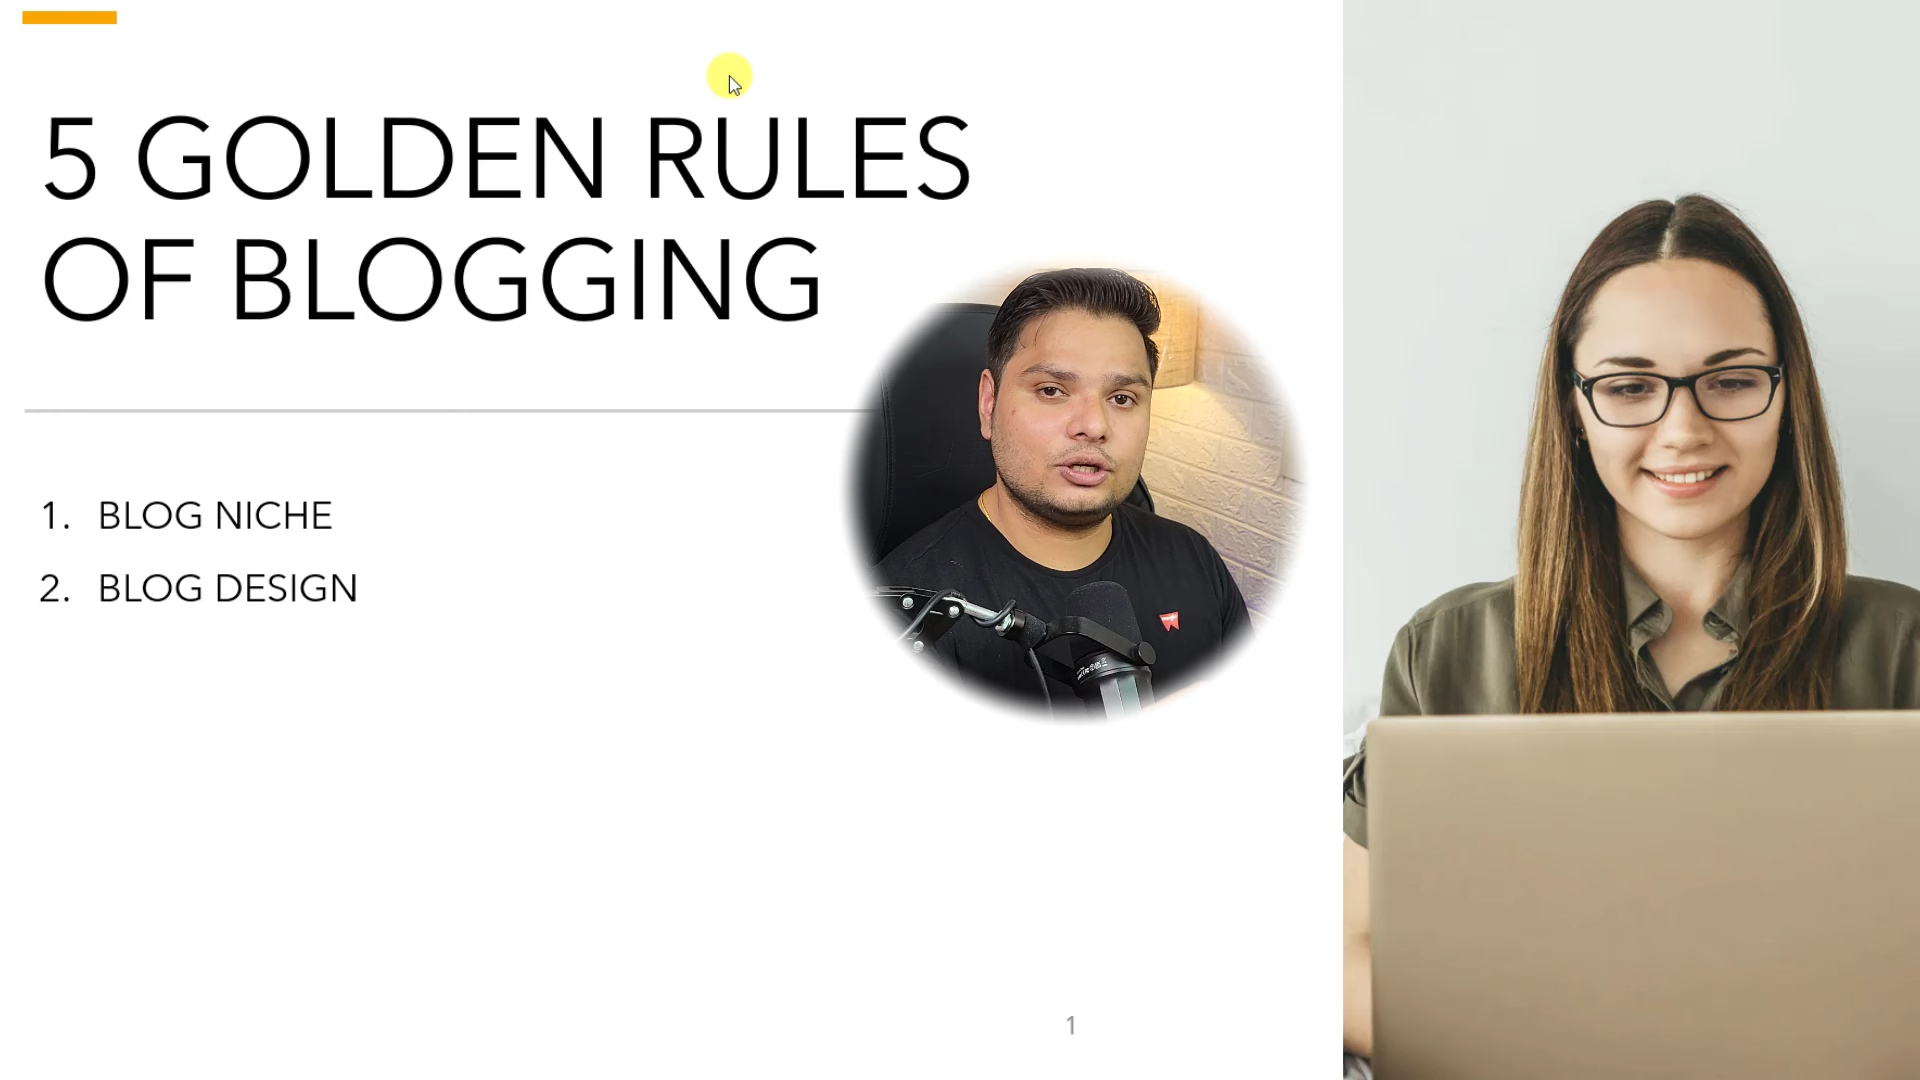 5 GOLDEN RULES
OF BLOGGING
1. BLOG NICHE
2. BLOG DESIGN
1